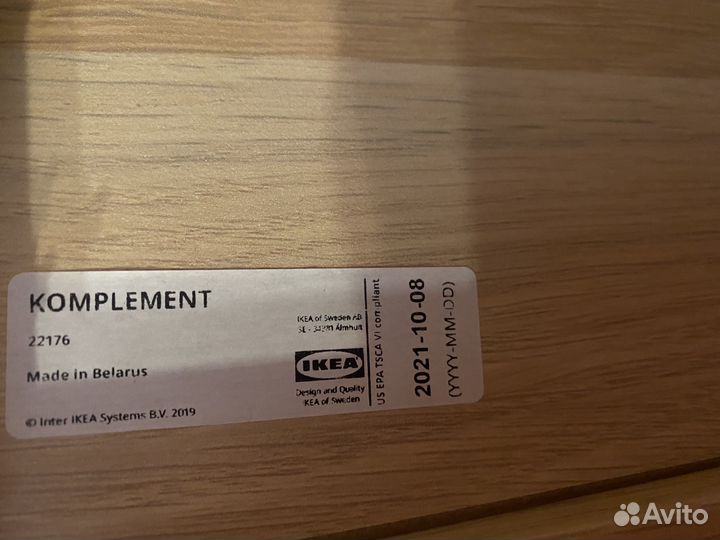 KOMPLEMENT
22176
Made in Belarus
© Inter IKEA Systems B.V. 2019
IKEA of Sweden AB
SE - 34381 Älmhult
IKEA
Design and Quality
IKEA of Sweden
US EPA TSCA VI compliant
2021-10-08
(YYYY-MM-DD)
Avito